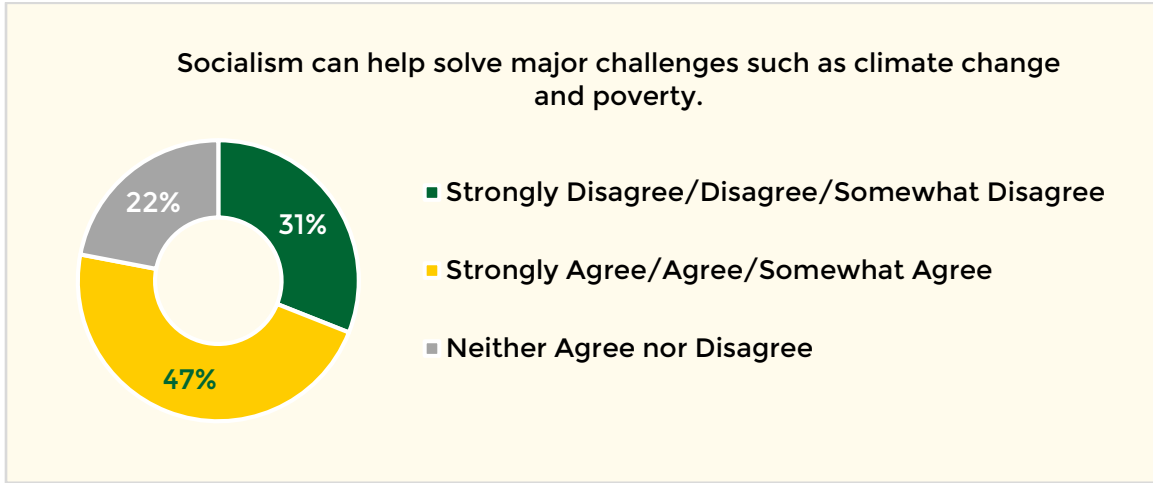 Socialism can help solve major challenges such as climate change
and poverty.
22%
31%
47%
Strongly Disagree/Disagree/Somewhat Disagree
Strongly Agree/Agree/Somewhat Agree
Neither Agree nor Disagree